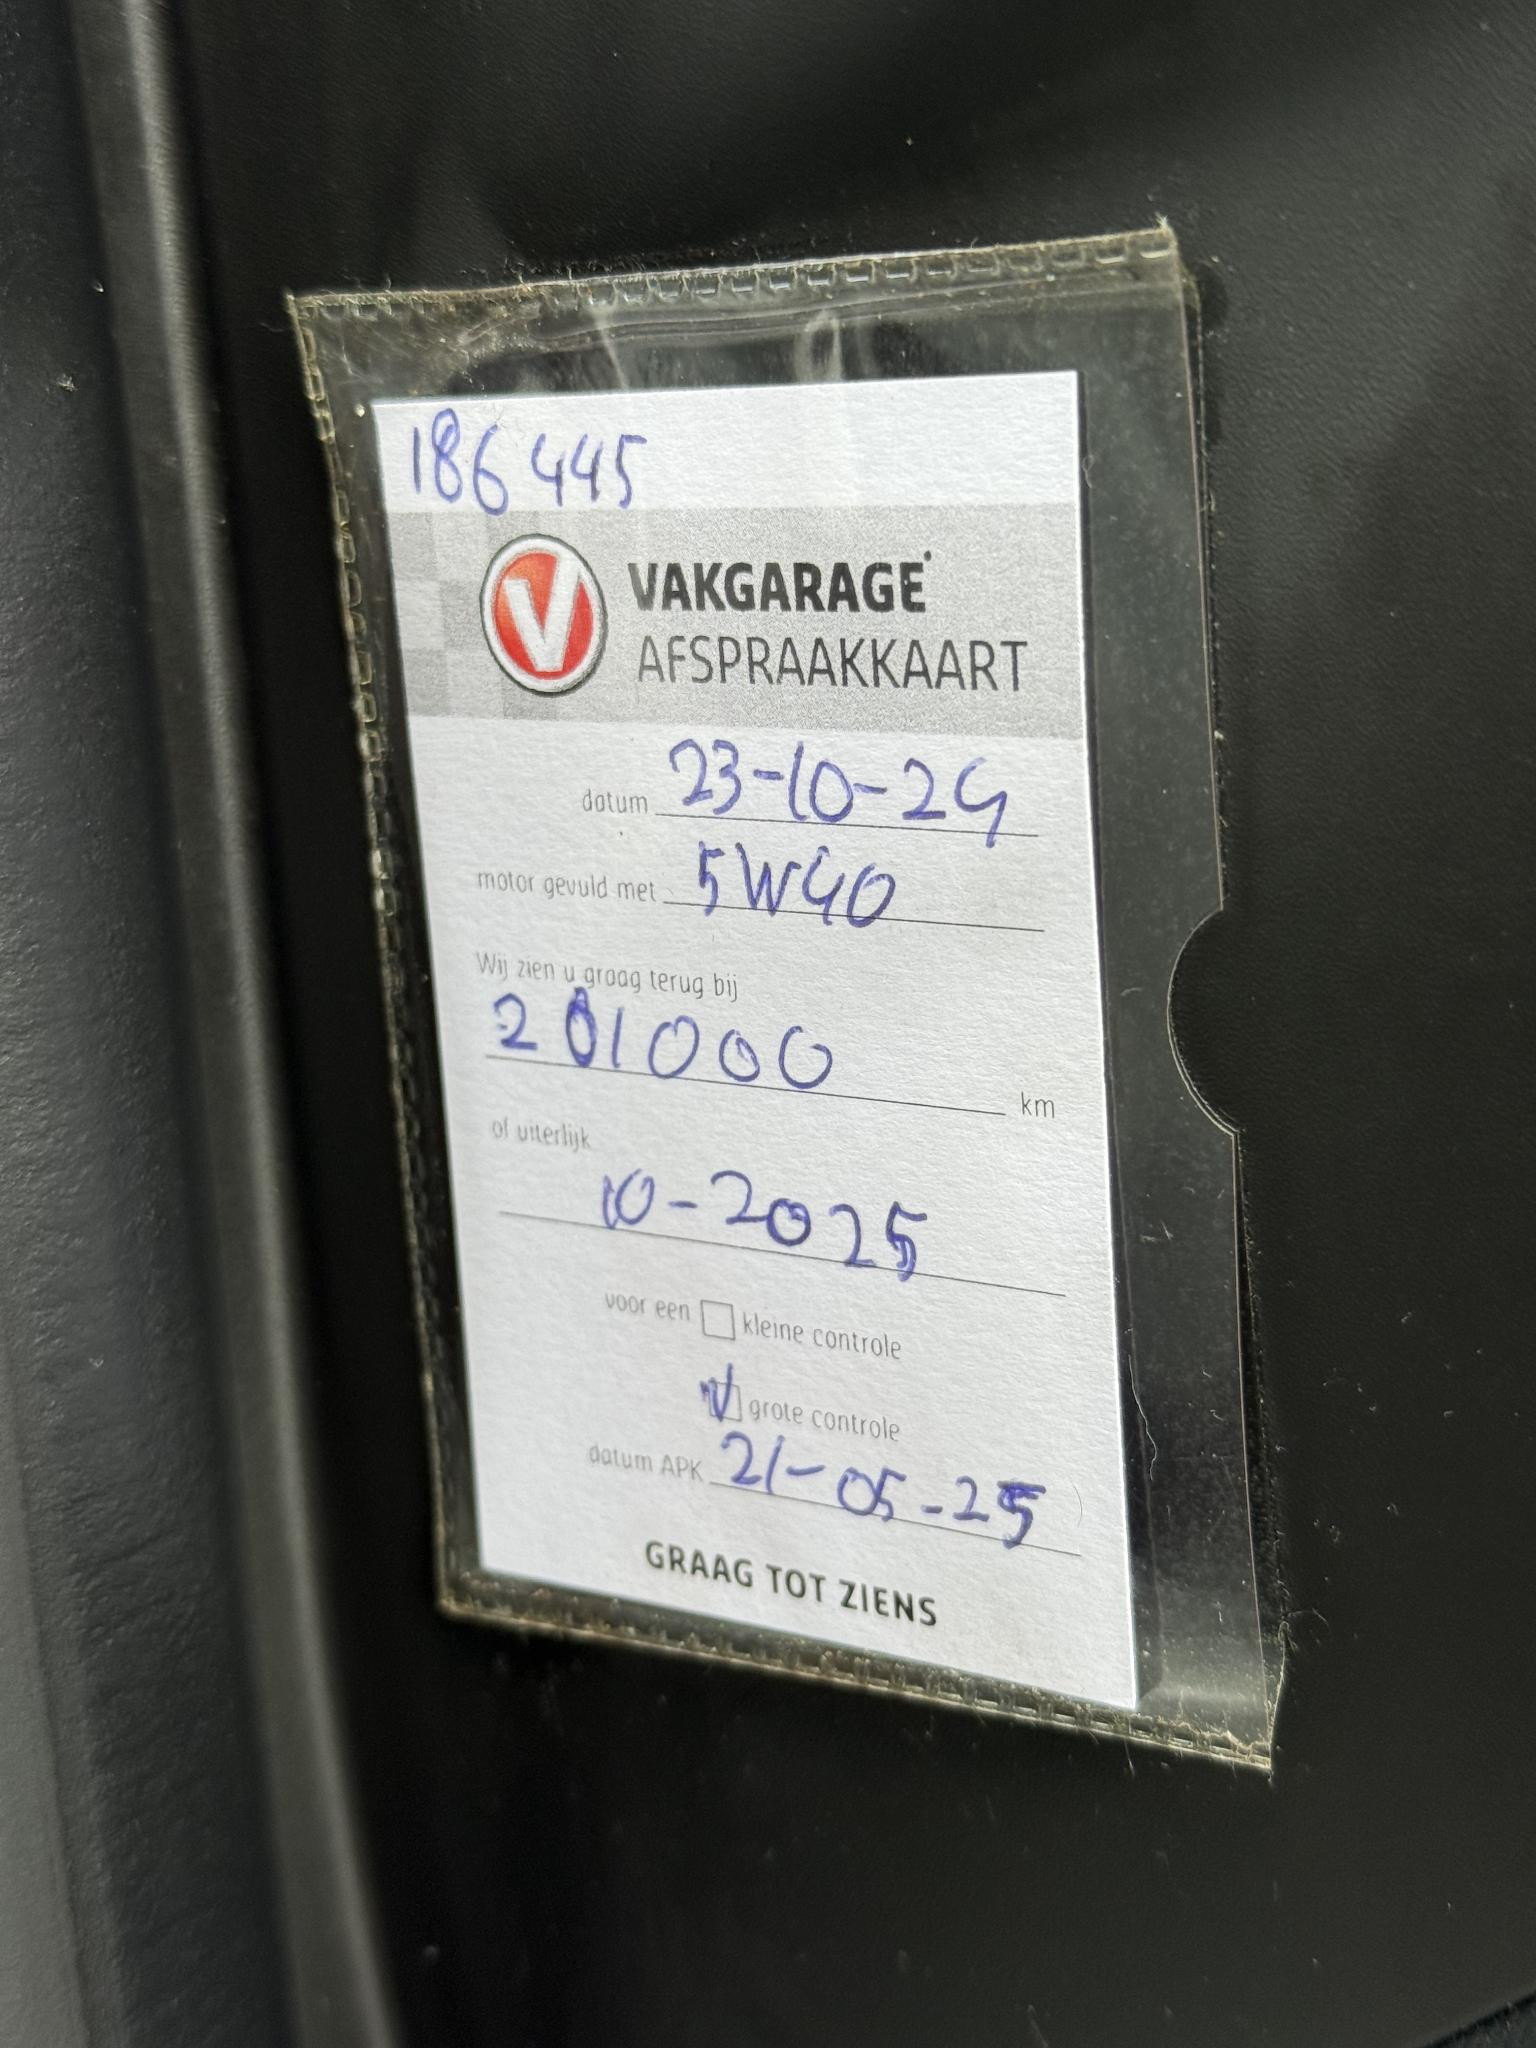 186445
VAKGARAGE
AFSPRAAKKAART
datum 23-10-24
motor gevuld met 5W40
Wij zien u graag terug bij
201000 km
of uiterlijk
10-2025
voor een kleine controle
grote controle
datum APK 21-05-25
GRAAG TOT ZIENS